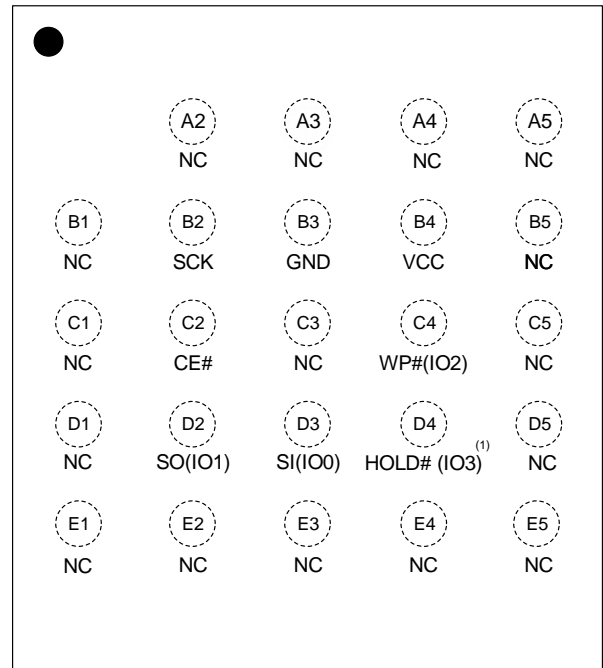 A2 A3 A4 A5
NC NC NC NC
B1 B2 B3 B4 B5
NC SCK GND VCC NC
C1 C2 C3 C4 C5
NC CE# NC WP#(IO2) NC
D1 D2 D3 D4 D5
NC SO(IO1) SI(IO0) HOLD# (IO3)(1) NC
E1 E2 E3 E4 E5
NC NC NC NC NC